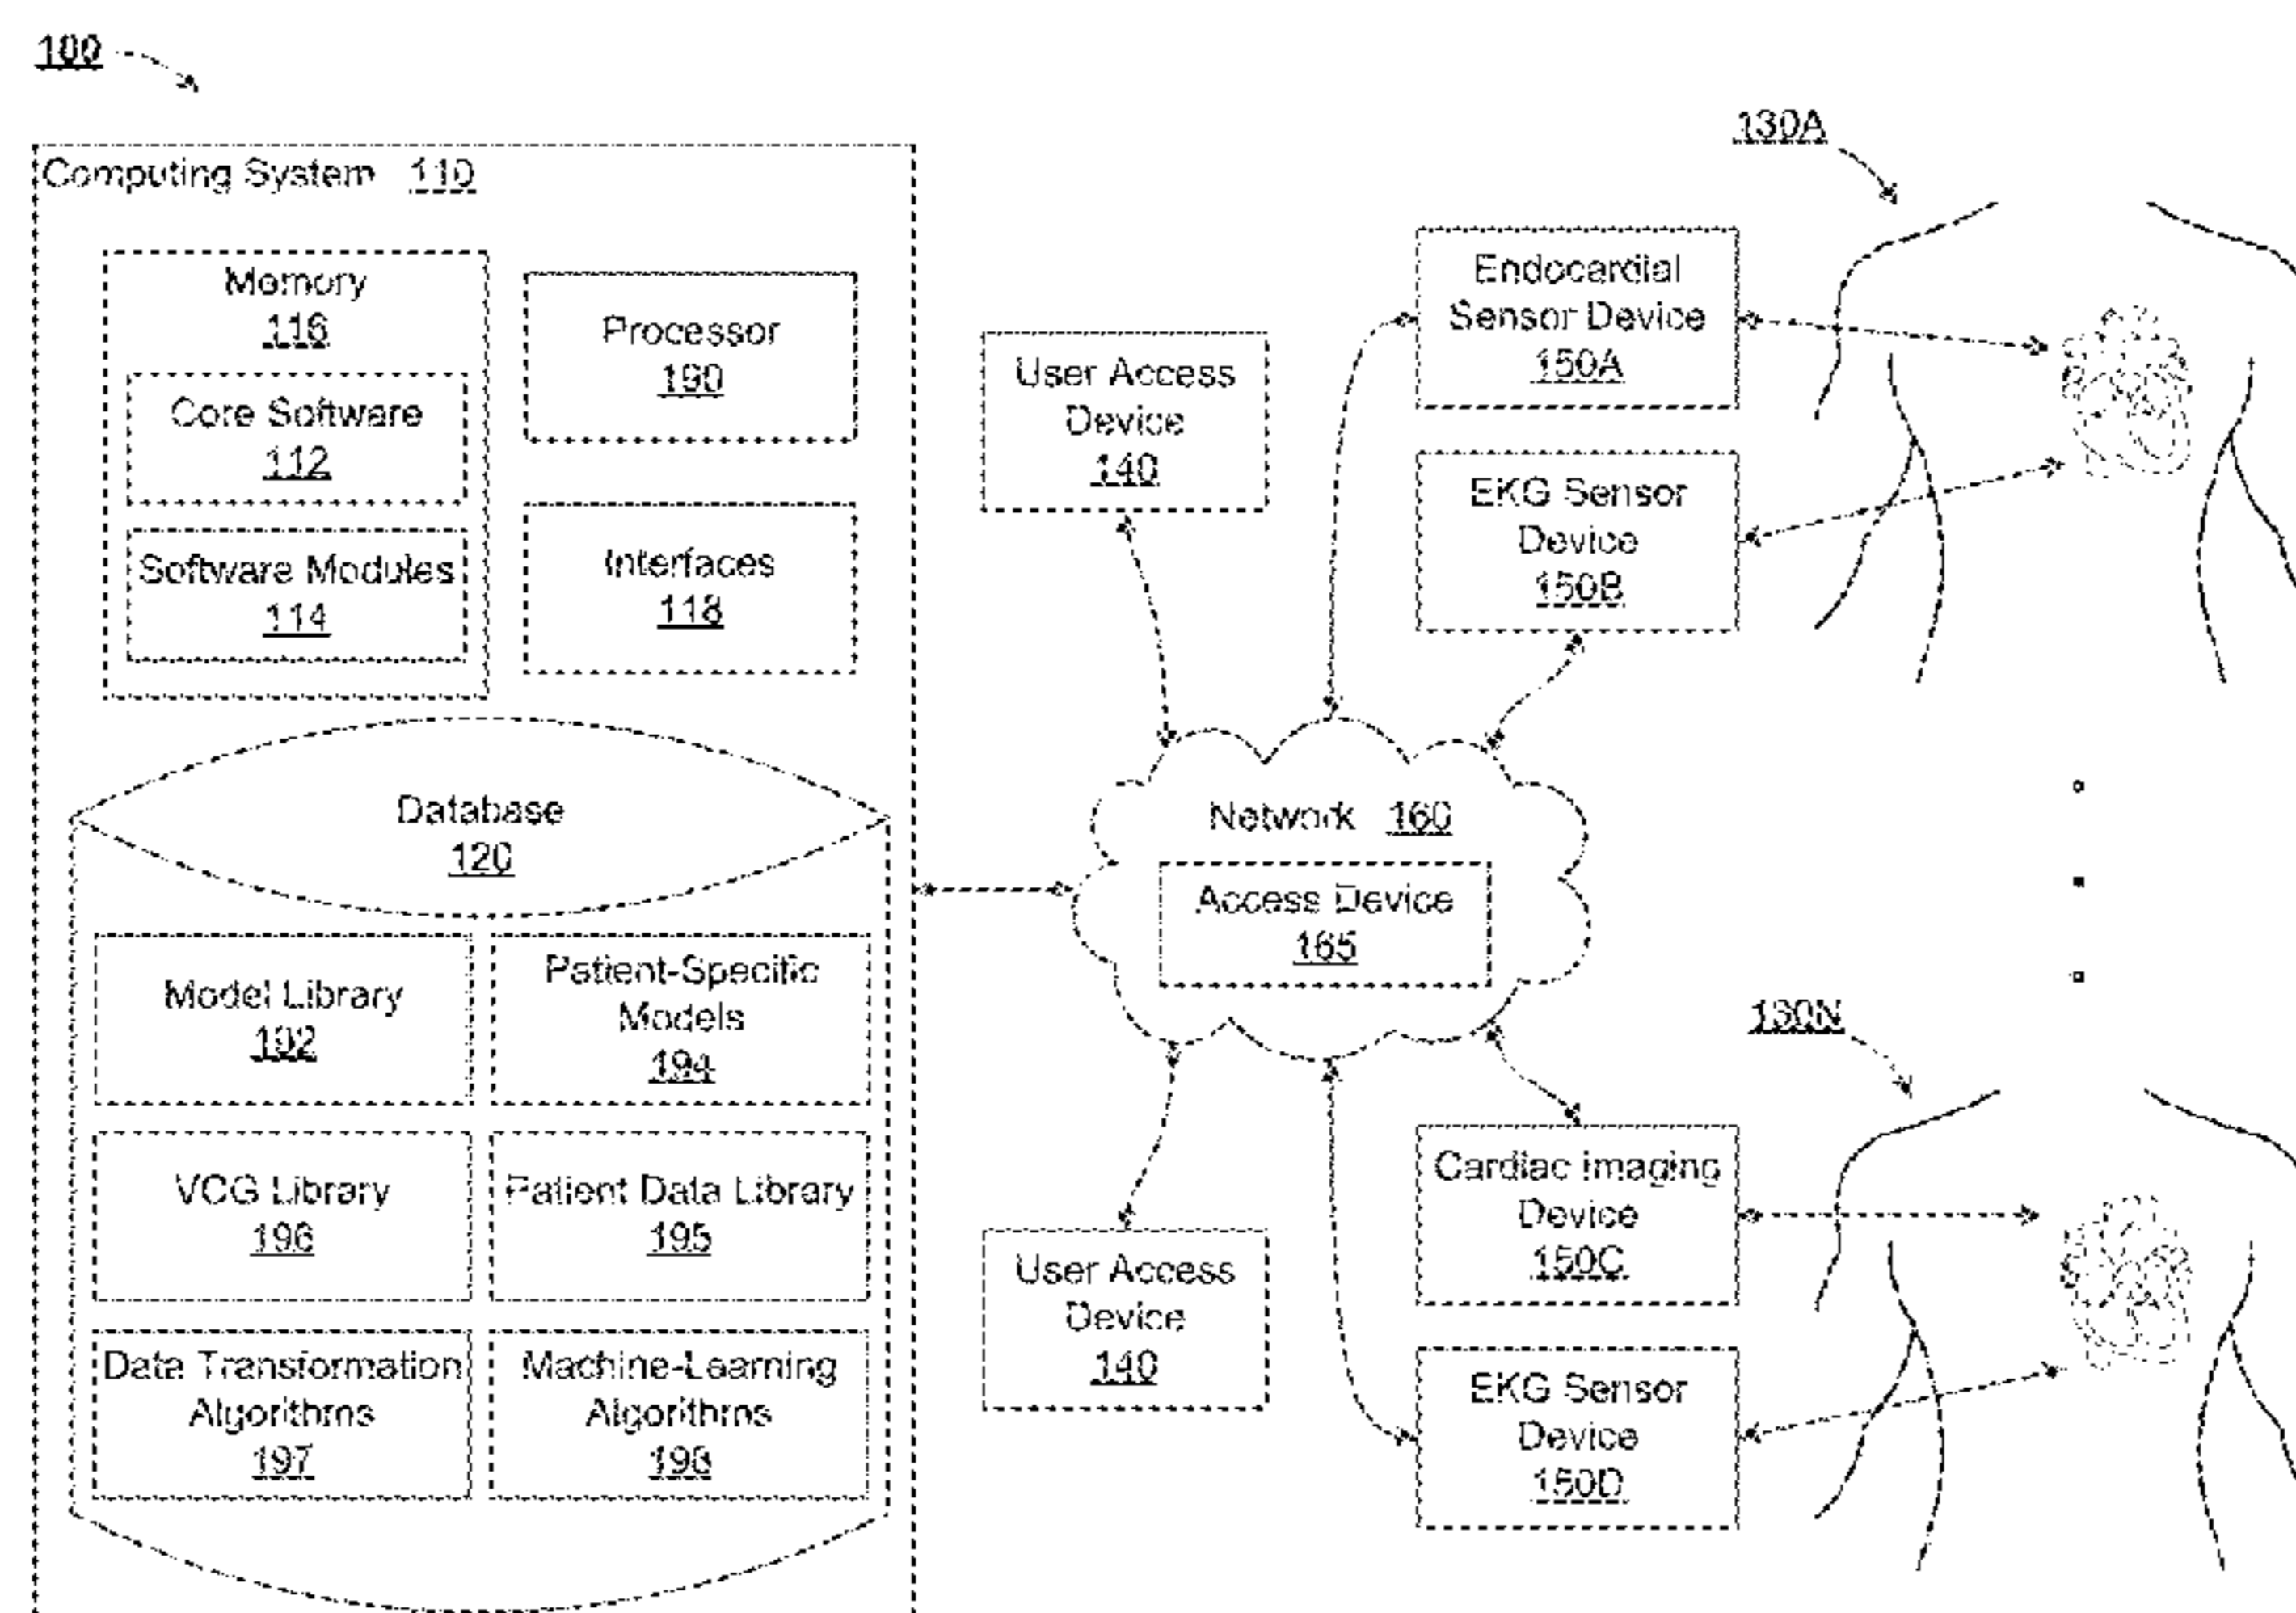 100
Computing System 110
Memory
116
Core Software
112
Software Modules
114
Processor
190
Interfaces
118
Database
120
Model Library
192
Patient-Specific
Models
194
VCG Library
196
Patient Data Library
195
Data Transformation
Algorithms
197
Machine-Learning
Algorithms
User Access
Device
140
Network 160
Access Device
165
User Access
Device
140
130A
Endocardial
Sensor Device
150A
EKG Sensor
Device
150B
130N
Cardiac imaging
Device
150C
EKG Sensor
Device
150D